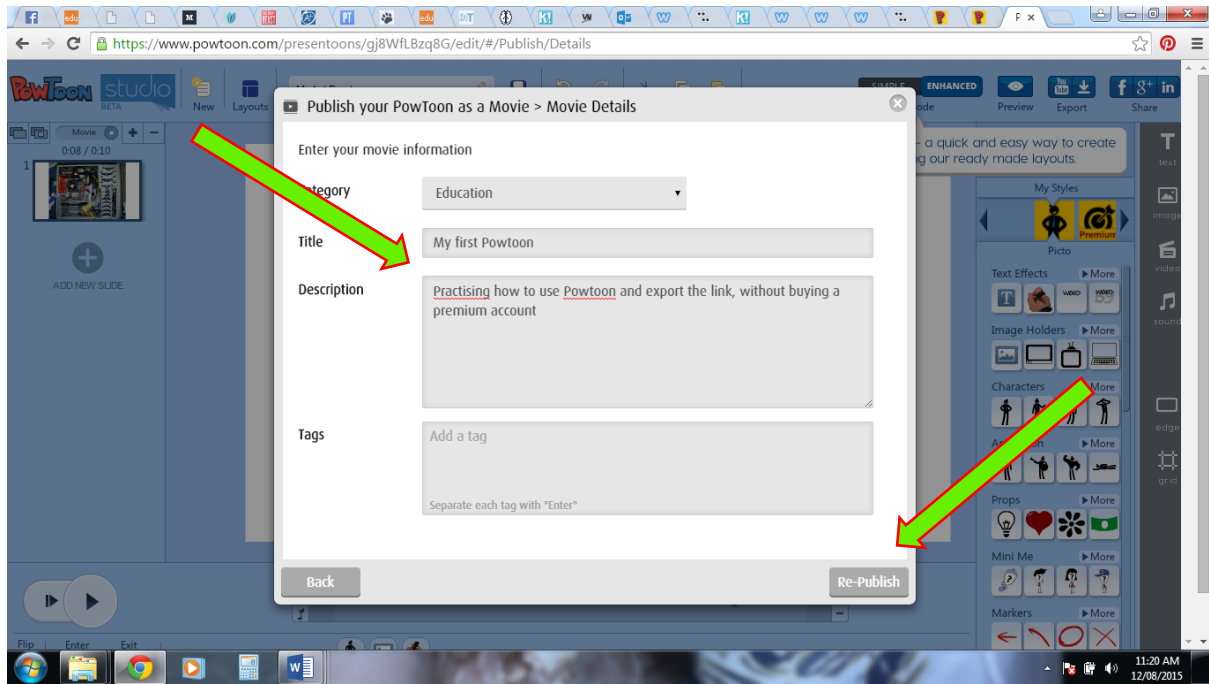 https://www.powtoon.com/presentoons/gj8WfLBzq8G/edit/#/Publish/Details
POWTOON studio
BETA
New
Layouts
SIMPLE
ENHANCED
ode
Preview
Export
Share
You Tube
f 8+ in
Movie
0:08 / 0:10
1
ADD NEW SLIDE
Publish your PowToon as a Movie > Movie Details
Enter your movie information
ategory
Education
Title
My first Powtoon
Description
Practising how to use Powtoon and export the link, without buying a
premium account
Tags
Add a tag
Separate each tag with "Enter"
Back
Re-Publish
- a quick and easy way to create
g our ready made layouts.
My Styles
Premium
Picto
Text Effects
More
Image Holders
More
Characters
More
More
Props
More
Mini Me
More
Markers
More
text
image
video
sound
edge
grid
Flip
Enter
Exit
11:20 AM
12/08/2015